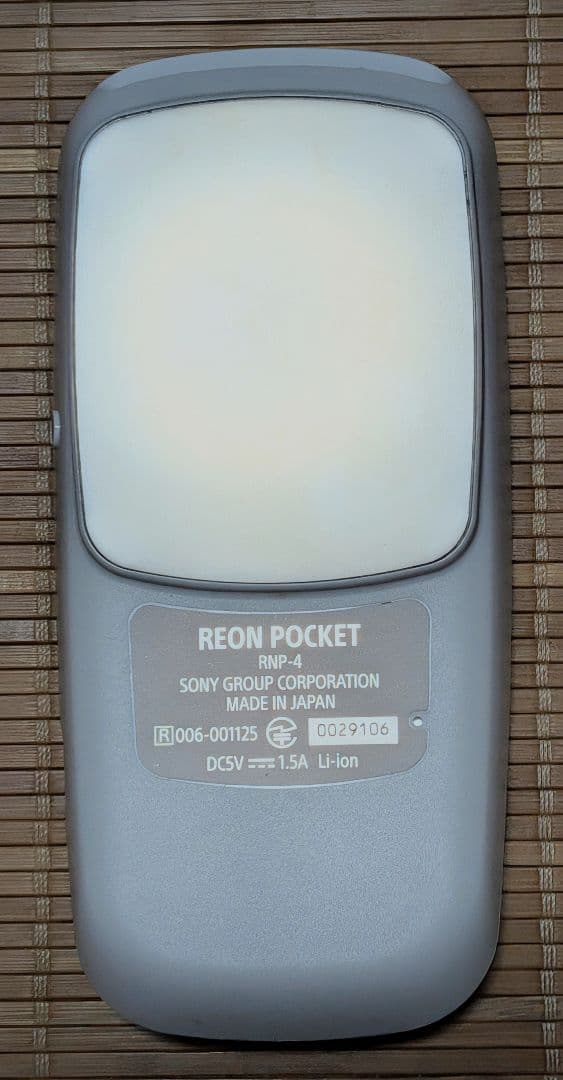 REON POCKET
RNP-4
SONY GROUP CORPORATION
MADE IN JAPAN
R 006-001125 0029106
DC5V ⎓ 1.5A Li-ion